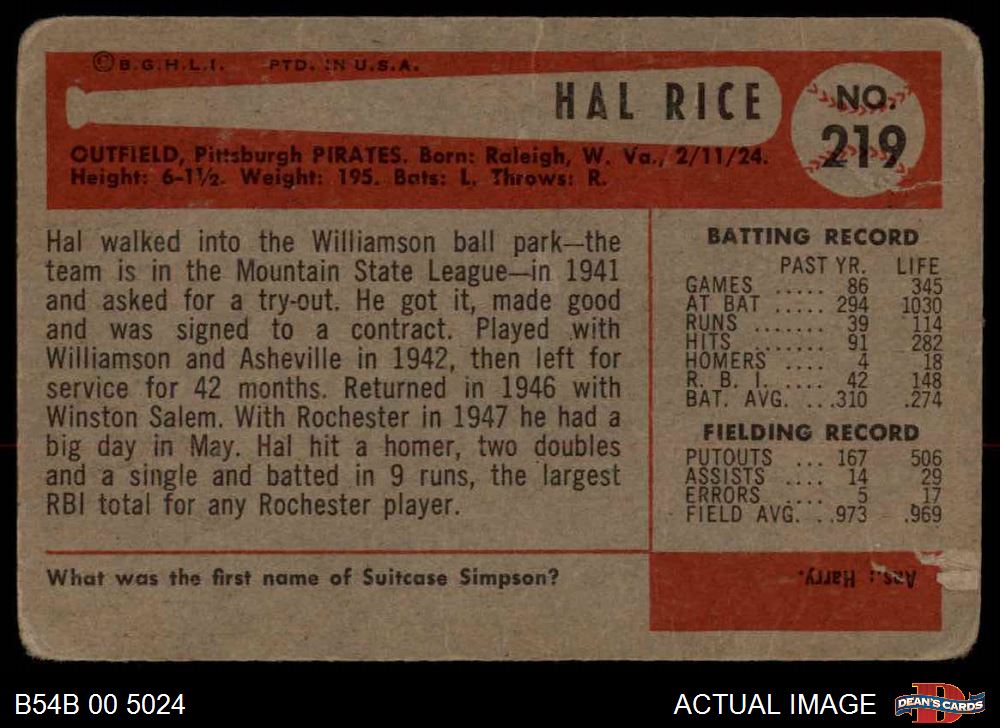 ©B.G.H.L.I. PTD. IN U.S.A.
HAL RICE
NO.
219
OUTFIELD, Pittsburgh PIRATES. Born: Raleigh, W. Va., 2/11/24.
Height: 6-1½. Weight: 195. Bats: L. Throws: R.
Hal walked into the Williamson ball park—the
team is in the Mountain State League—in 1941
and asked for a try-out. He got it, made good
and was signed to a contract. Played with
Williamson and Asheville in 1942, then left for
service for 42 months. Returned in 1946 with
Winston Salem. With Rochester in 1947 he had a
big day in May. Hal hit a homer, two doubles
and a single and batted in 9 runs, the largest
RBI total for any Rochester player.
BATTING RECORD
PAST YR. LIFE
GAMES ..... 86 345
AT BAT ..... 294 1030
RUNS ....... 39 114
HITS ....... 91 282
HOMERS .... 4 18
R. B. I. .... 42 148
BAT. AVG. ...310 .274
FIELDING RECORD
PUTOUTS ... 167 506
ASSISTS .... 14 29
ERRORS .... 5 17
FIELD AVG. ..973 .969
What was the first name of Suitcase Simpson?
Ans.: Harry.
B54B 00 5024
ACTUAL IMAGE
D
DEAN'S CARDS